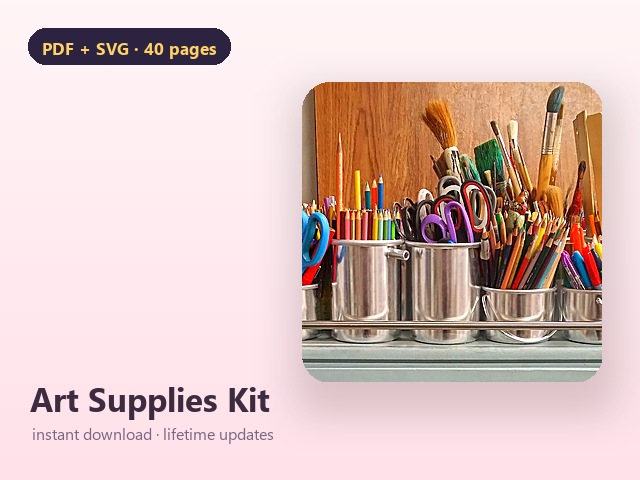 PDF + SVG · 40 pages
Art Supplies Kit
instant download · lifetime updates